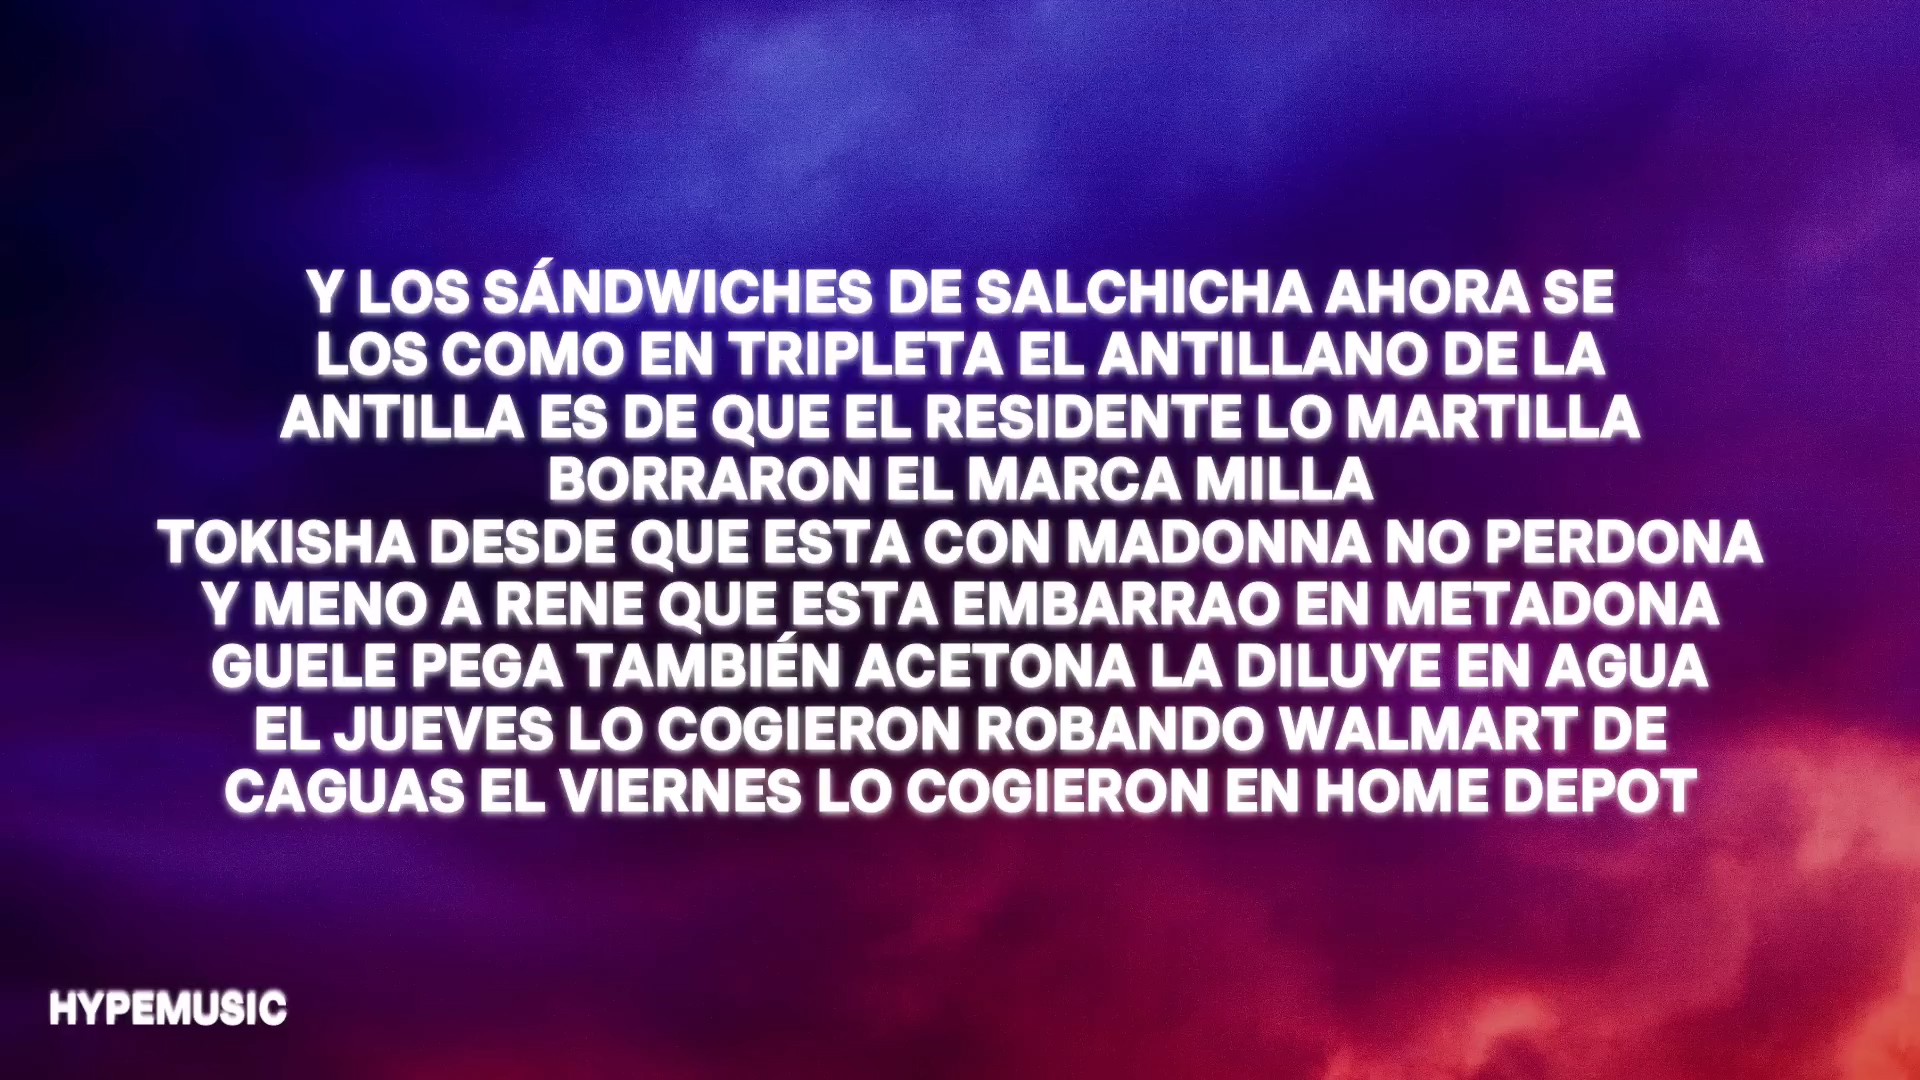 Y LOS SÁNDWICHES DE SALCHICHA AHORA SE
LOS COMO EN TRIPLETA EL ANTILLANO DE LA
ANTILLA ES DE QUE EL RESIDENTE LO MARTILLA
BORRARON EL MARCA MILLA
TOKISHA DESDE QUE ESTA CON MADONNA NO PERDONA
Y MENO A RENE QUE ESTA EMBARRAO EN METADONA
GUELE PEGA TAMBIÉN ACETONA LA DILUYE EN AGUA
EL JUEVES LO COGIERON ROBANDO WALMART DE
CAGUAS EL VIERNES LO COGIERON EN HOME DEPOT
HYPEMUSIC